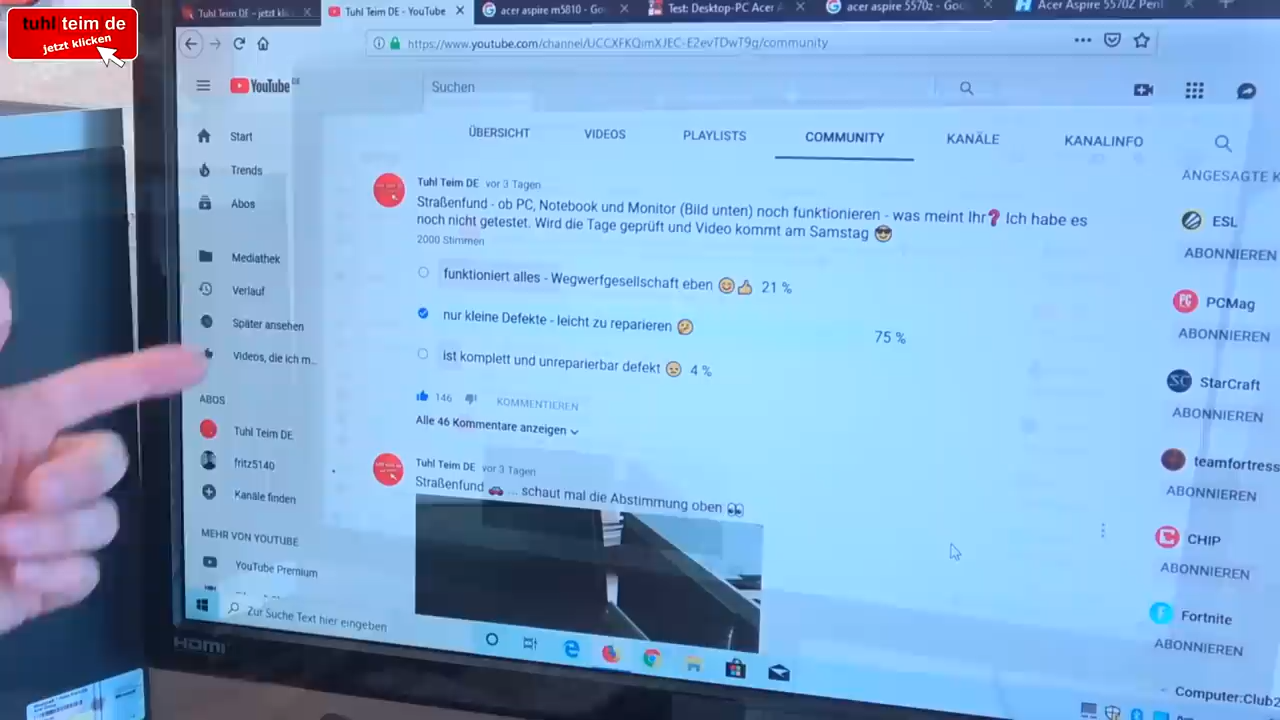 tuhl teim de
jetzt klicken
Tuhl Teim DE - jetzt kli
Tuhl Teim DE - YouTube
acer aspire m5810 - Go
Test: Desktop-PC Acer
acer aspire 5570z - Goo
Acer Aspire 5570Z Pent
https://www.youtube.com/channel/UCCXFKQimXJEC-E2evTDwT9g/community
YouTube DE
Suchen
Start
Trends
Abos
Mediathek
Verlauf
Später ansehen
Videos, die ich m...
ABOS
Tuhl Teim DE
fritz5140
Kanäle finden
MEHR VON YOUTUBE
YouTube Premium
ÜBERSICHT
VIDEOS
PLAYLISTS
COMMUNITY
KANÄLE
KANALINFO
Tuhl Teim DE vor 3 Tagen
Straßenfund - ob PC, Notebook und Monitor (Bild unten) noch funktionieren - was meint Ihr❓ Ich habe es
noch nicht getestet. Wird die Tage geprüft und Video kommt am Samstag 😎
2000 Stimmen
funktioniert alles - Wegwerfgesellschaft eben 😊👍 21 %
nur kleine Defekte - leicht zu reparieren 🤔 75 %
ist komplett und unreparierbar defekt 😠 4 %
146 KOMMENTIEREN
Alle 46 Kommentare anzeigen
Tuhl Teim DE vor 3 Tagen
Straßenfund 🚗 ... schaut mal die Abstimmung oben 👀
ANGESAGTE K
ESL
ABONNIEREN
PCMag
ABONNIEREN
StarCraft
ABONNIEREN
teamfortress
ABONNIEREN
CHIP
ABONNIEREN
Fortnite
ABONNIEREN
Computer:Club2
Zur Suche Text hier eingeben
HDMI